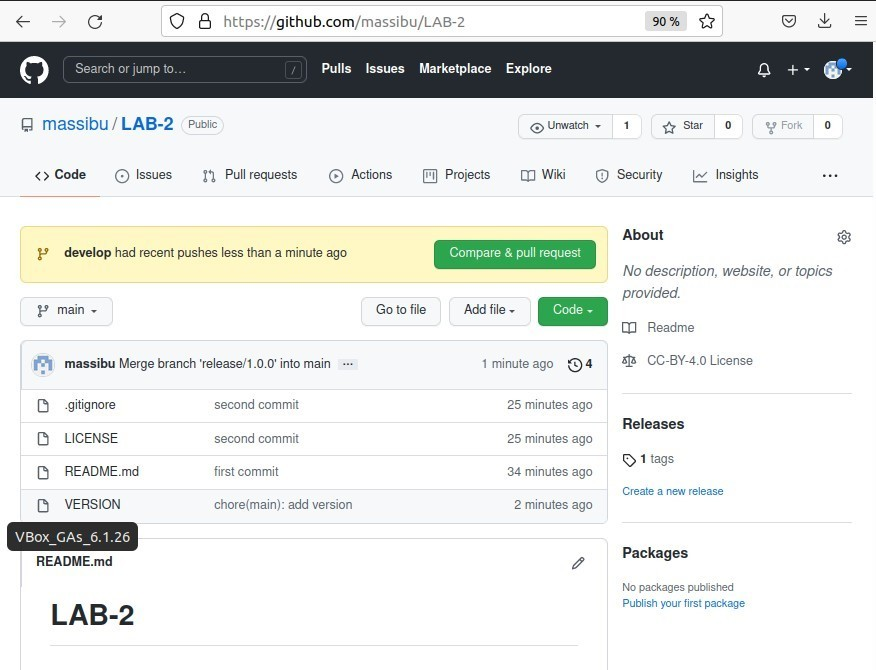 https://github.com/massibu/LAB-2 90 %
Search or jump to… / Pulls Issues Marketplace Explore
massibu / LAB-2 Public Unwatch 1 Star 0 Fork 0
Code Issues Pull requests Actions Projects Wiki Security Insights ...
develop had recent pushes less than a minute ago Compare & pull request
main Go to file Add file Code
massibu Merge branch 'release/1.0.0' into main ... 1 minute ago 4
.gitignore second commit 25 minutes ago
LICENSE second commit 25 minutes ago
README.md first commit 34 minutes ago
VERSION chore(main): add version 2 minutes ago
VBox_GAs_6.1.26
README.md
LAB-2
About
No description, website, or topics
provided.
Readme
CC-BY-4.0 License
Releases
1 tags
Create a new release
Packages
No packages published
Publish your first package